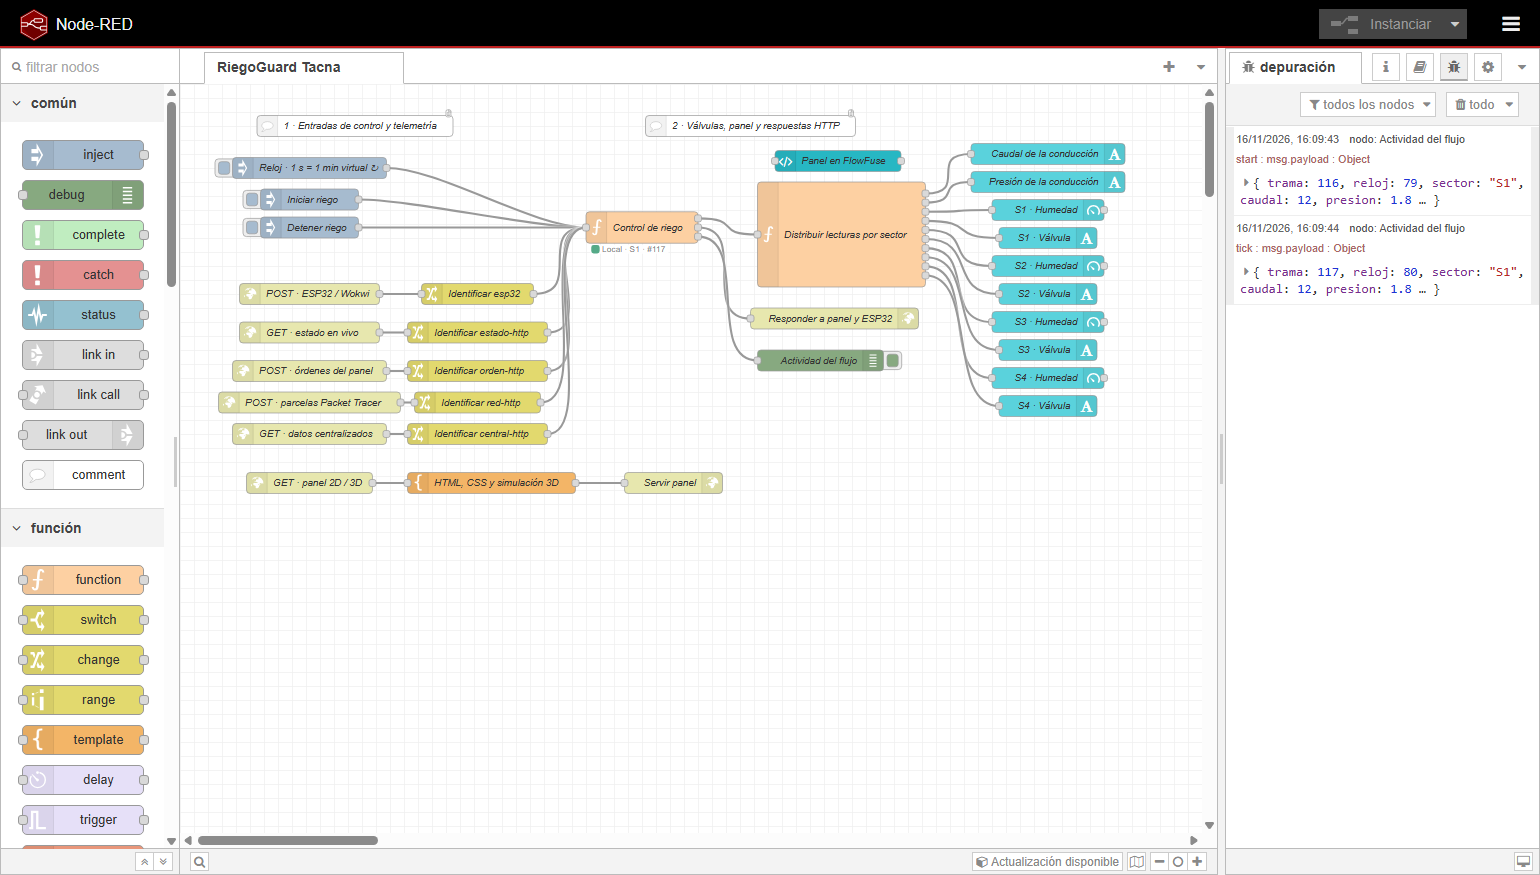 Node-RED
Instanciar
filtrar nodos
RiegoGuard Tacna
depuración
todos los nodos
todo
común
inject
debug
complete
catch
status
link in
link call
link out
comment
función
function
switch
change
range
template
delay
trigger
1 · Entradas de control y telemetría
Reloj · 1 s = 1 min virtual ↻
Iniciar riego
Detener riego
POST · ESP32 / Wokwi
Identificar esp32
GET · estado en vivo
Identificar estado-http
POST · órdenes del panel
Identificar orden-http
POST · parcelas Packet Tracer
Identificar red-http
GET · datos centralizados
Identificar central-http
GET · panel 2D / 3D
HTML, CSS y simulación 3D
Servir panel
Control de riego
Local · S1 · #117
2 · Válvulas, panel y respuestas HTTP
Panel en FlowFuse
Distribuir lecturas por sector
Responder a panel y ESP32
Actividad del flujo
Caudal de la conducción
Presión de la conducción
S1 · Humedad
S1 · Válvula
S2 · Humedad
S2 · Válvula
S3 · Humedad
S3 · Válvula
S4 · Humedad
S4 · Válvula
16/11/2026, 16:09:43 nodo: Actividad del flujo
start : msg.payload : Object
{ trama: 116, reloj: 79, sector: "S1",
caudal: 12, presion: 1.8 … }
16/11/2026, 16:09:44 nodo: Actividad del flujo
tick : msg.payload : Object
{ trama: 117, reloj: 80, sector: "S1",
caudal: 12, presion: 1.8 … }
Actualización disponible